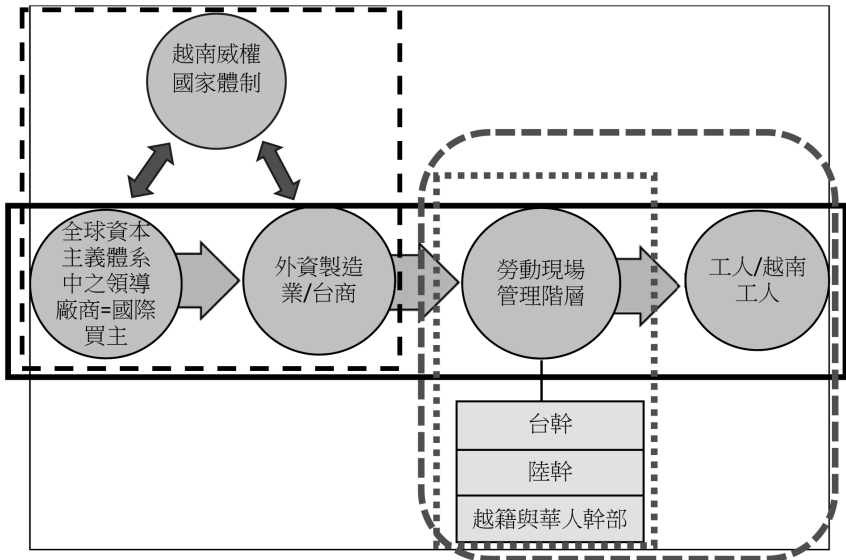 越南威權
國家體制
全球資本
主義體系
中之領導
廠商=國際
買主
外資製造
業/台商
勞動現場
管理階層
工人/越南
工人
台幹
陸幹
越籍與華人幹部